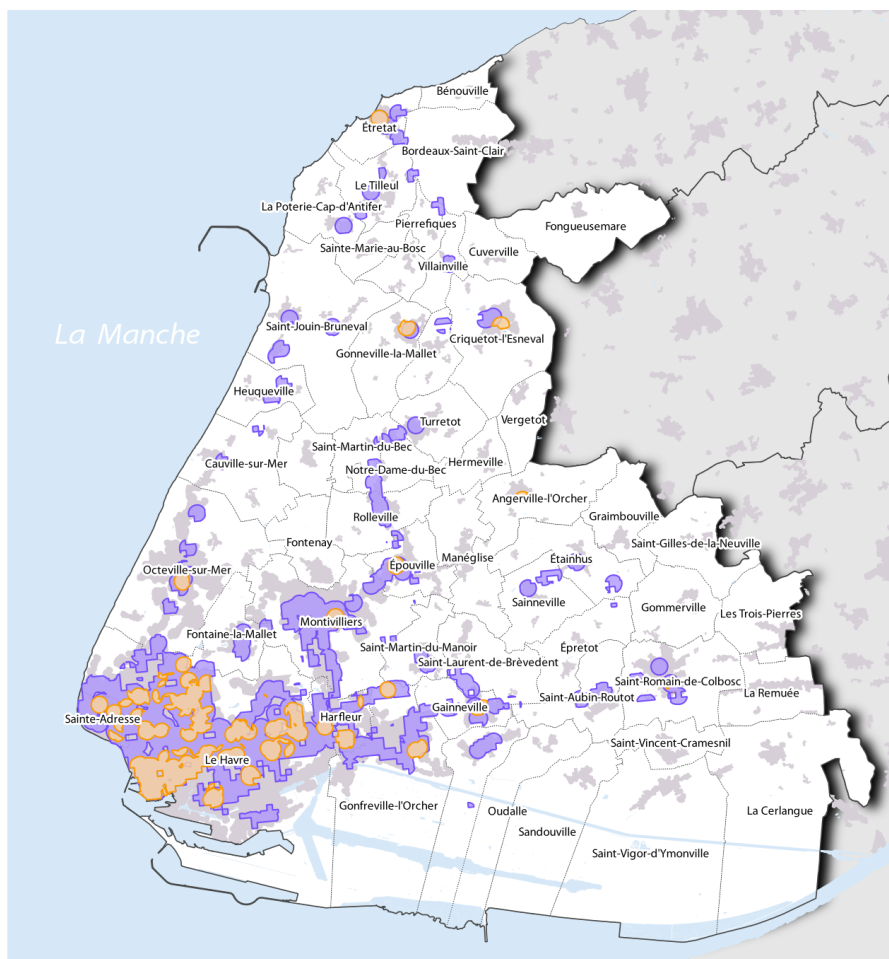 Bénouville
Étretat
Bordeaux-Saint-Clair
Le Tilleul
La Poterie-Cap-d'Antifer
Pierrefiques
Fongueusemare
Sainte-Marie-au-Bosc
Cuverville
Villainville
La Manche
Saint-Jouin-Bruneval
Criquetot-l'Esneval
Gonneville-la-Mallet
Heuqueville
Turretot
Vergetot
Saint-Martin-du-Bec
Cauville-sur-Mer
Hermeville
Notre-Dame-du-Bec
Angerville-l'Orcher
Rolleville
Graimbouville
Fontenay
Saint-Gilles-de-la-Neuville
Manéglise
Étainhus
Épouville
Octeville-sur-Mer
Sainneville
Gommerville
Les Trois-Pierres
Montivilliers
Fontaine-la-Mallet
Saint-Martin-du-Manoir
Épretot
Saint-Laurent-de-Brèvedent
Saint-Romain-de-Colbosc
La Remuée
Saint-Aubin-Routot
Gainneville
Harfleur
Sainte-Adresse
Saint-Vincent-Cramesnil
Le Havre
Gonfreville-l'Orcher
Oudalle
La Cerlangue
Sandouville
Saint-Vigor-d'Ymonville